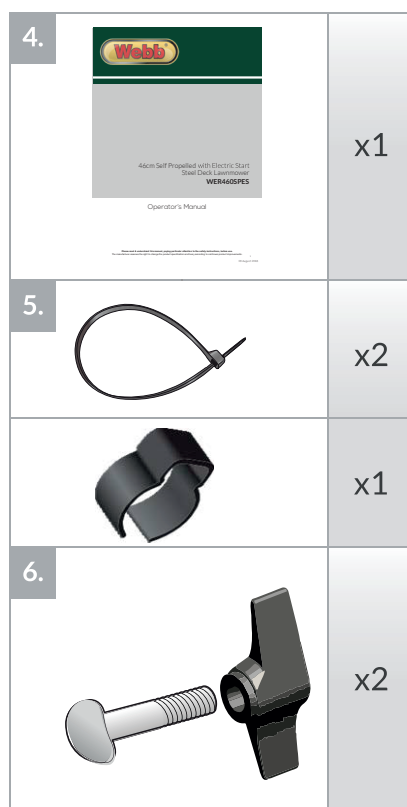 4.
Webb
46cm Self Propelled with Electric Start
Steel Deck Lawnmower
WER460SPES
Operator's Manual
x1
5.
x2
x1
6.
x2